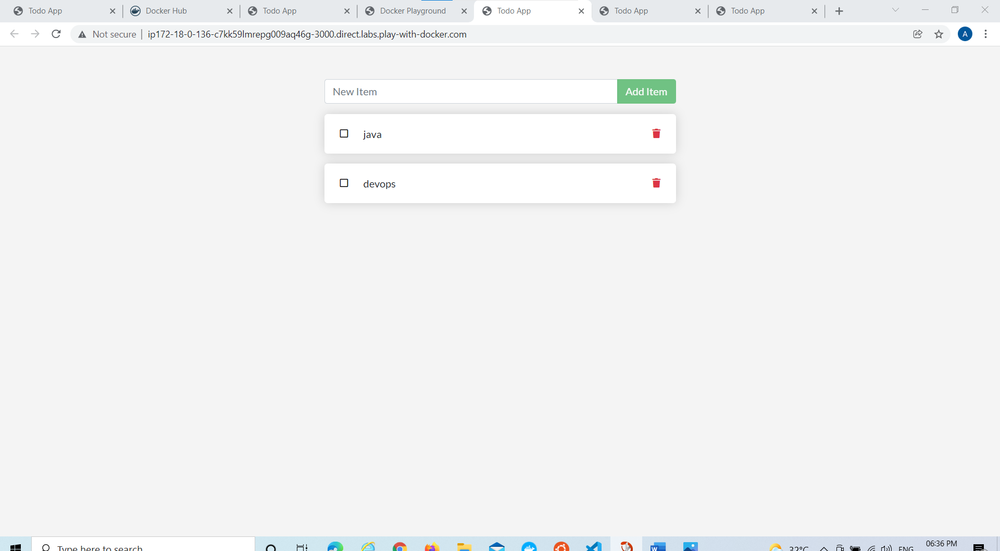 Todo App
Docker Hub
Todo App
Docker Playground
Todo App
Todo App
Todo App
Not secure
ip172-18-0-136-c7kk59lmrepg009aq46g-3000.direct.labs.play-with-docker.com
A
New Item
Add Item
java
devops
Type here to search
W
32°C
ENG
06:36 PM